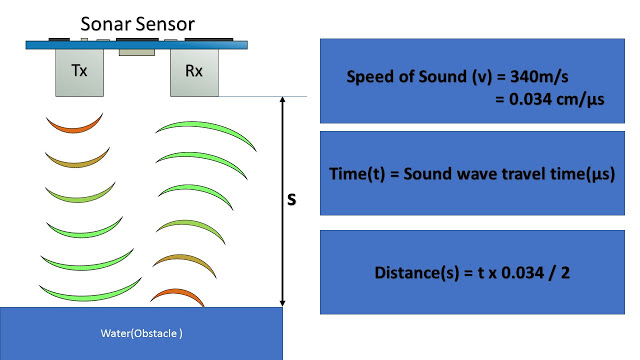 Sonar Sensor
Tx
Rx
S
Water(Obstacle )
Speed of Sound (v) = 340m/s
= 0.034 cm/µs
Time(t) = Sound wave travel time(µs)
Distance(s) = t x 0.034 / 2